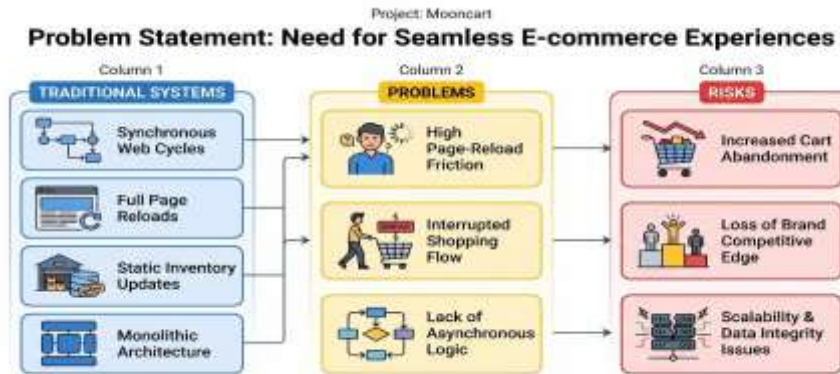 Project: Mooncart
Problem Statement: Need for Seamless E-commerce Experiences
Column 1
TRADITIONAL SYSTEMS
Synchronous
Web Cycles
Full Page
Reloads
Static Inventory
Updates
Monolithic
Architecture
Column 2
PROBLEMS
High
Page-Reload
Friction
Interrupted
Shopping
Flow
Lack of
Asynchronous
Logic
Column 3
RISKS
Increased Cart
Abandonment
Loss of Brand
Competitive
Edge
Scalability &
Data Integrity
Issues